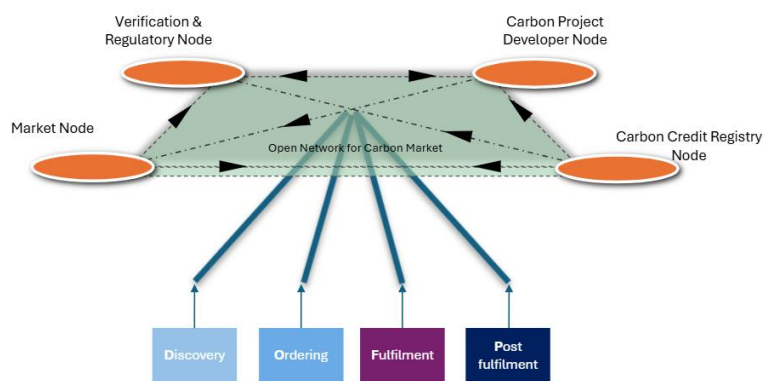 Verification &
Regulatory Node
Carbon Project
Developer Node
Market Node
Carbon Credit Registry
Node
Open Network for Carbon Market
Discovery
Ordering
Fulfilment
Post
fulfilment